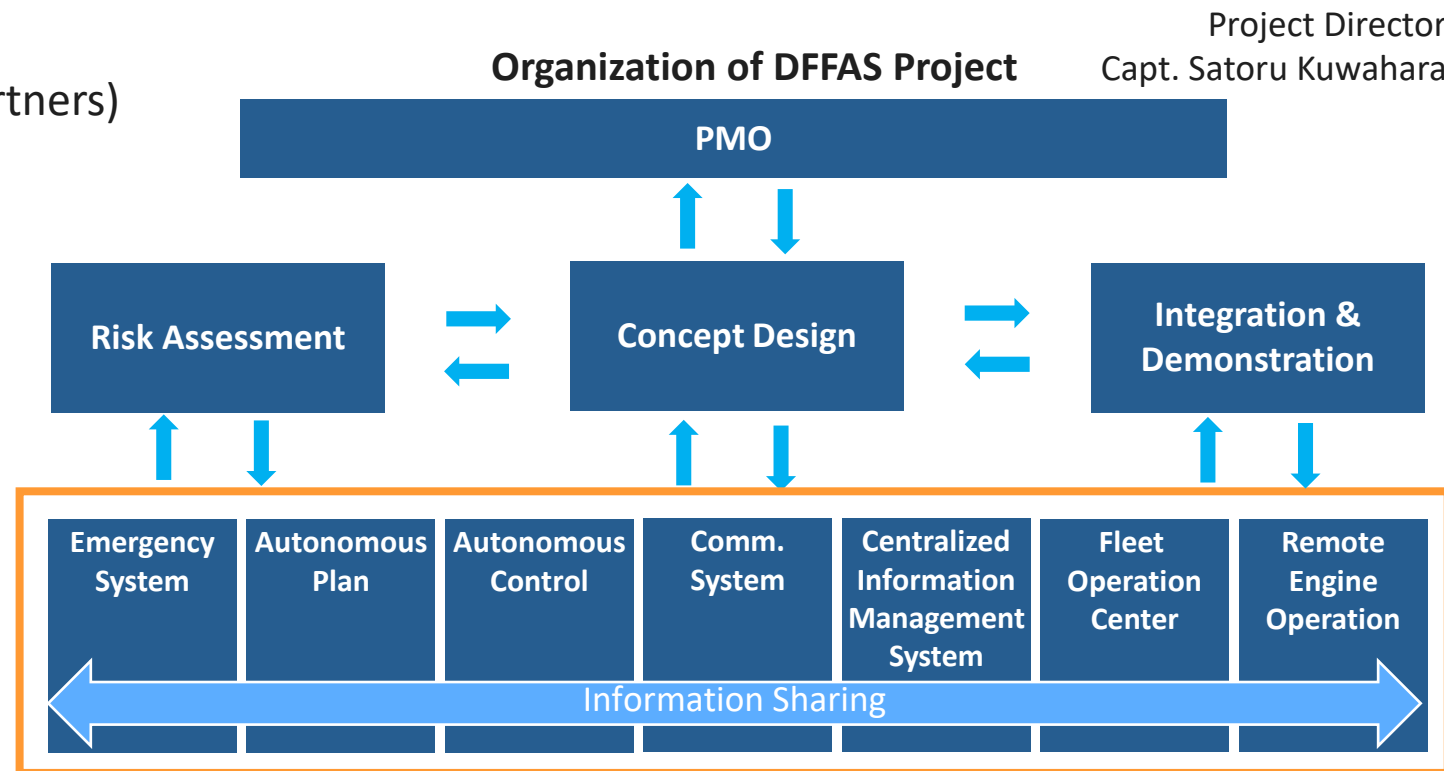 Project Director
Organization of DFFAS Project
Capt. Satoru Kuwahara
rtners)
PMO
Risk Assessment
Concept Design
Integration &
Demonstration
Emergency
System
Autonomous
Plan
Autonomous
Control
Comm.
System
Centralized
Information
Management
System
Fleet
Operation
Center
Remote
Engine
Operation
Information Sharing